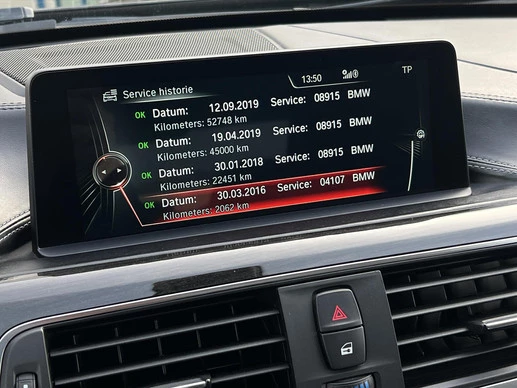 13:50
TP
Service historie
OK Datum: 12.09.2019 Service: 08915 BMW
Kilometers: 52748 km
OK Datum: 19.04.2019 Service: 08915 BMW
Kilometers: 45000 km
OK Datum: 30.01.2018 Service: 08915 BMW
Kilometers: 22451 km
OK Datum: 30.03.2016 Service: 04107 BMW
Kilometers: 2062 km